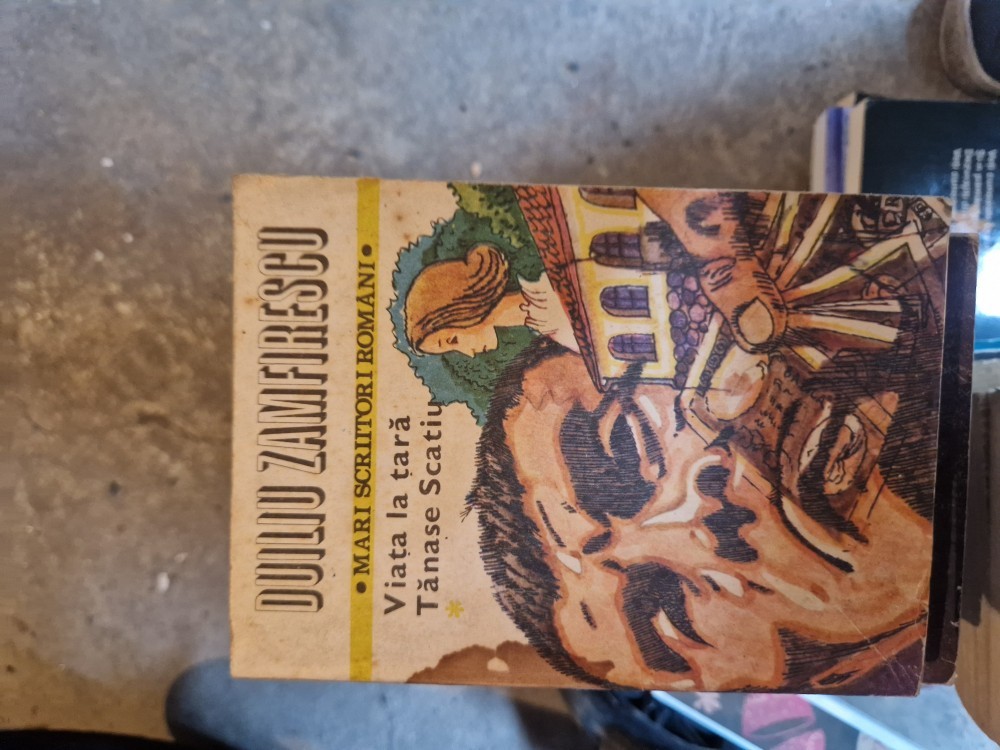 DUILIU ZAMFIRESCU
• MARI SCRIITORI ROMÂNI •
Viața la țară
Tănase Scatiu
*